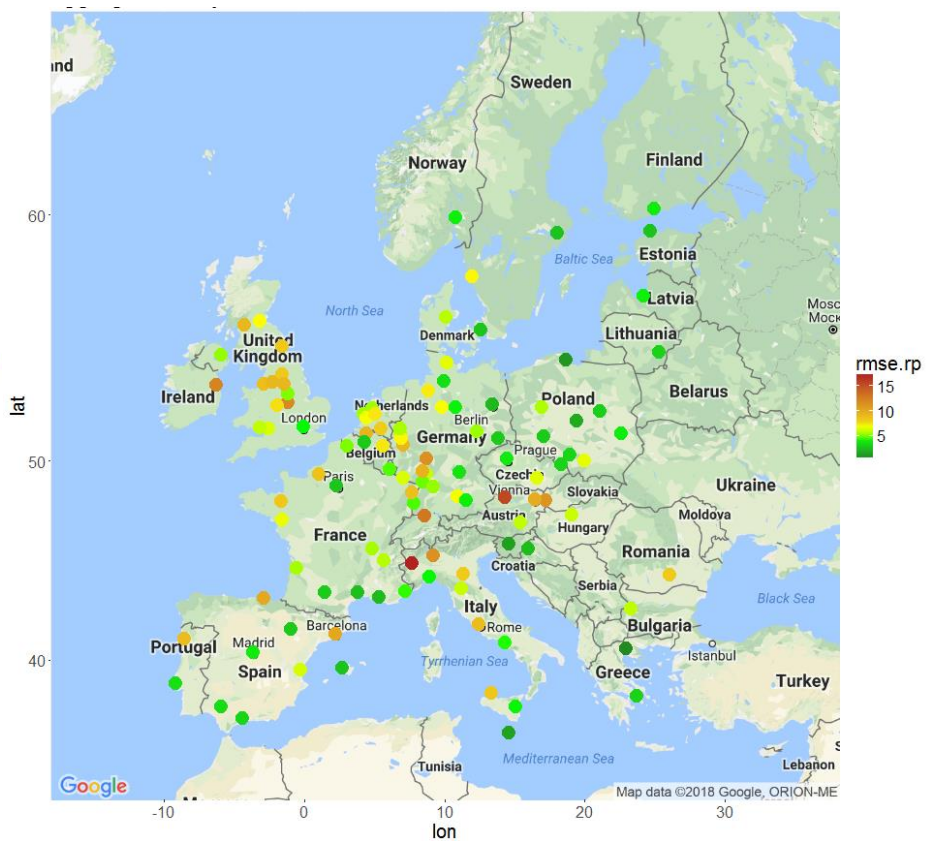 and
Sweden
Norway
Finland
60
Baltic Sea
Estonia
North Sea
Latvia
Mosc
Моск
Denmark
Lithuania
United
Kingdom
rmse.rp
Belarus
15
Ireland
Netherlands
Poland
10
lat
London
Berlin
5
Germany
Belgium
Prague
50
Paris
Czech
Ukraine
Vienna
Slovakia
Austria
Moldova
Hungary
France
Romania
Croatia
Serbia
Black Sea
Italy
Barcelona
Rome
Bulgaria
Portugal
Madrid
Istanbul
40
Tyrrhenian Sea
Spain
Greece
Turkey
Mediterranean Sea
Tunisia
Lebanon
Google
Map data ©2018 Google, ORION-ME
-10
0
10
20
30
lon